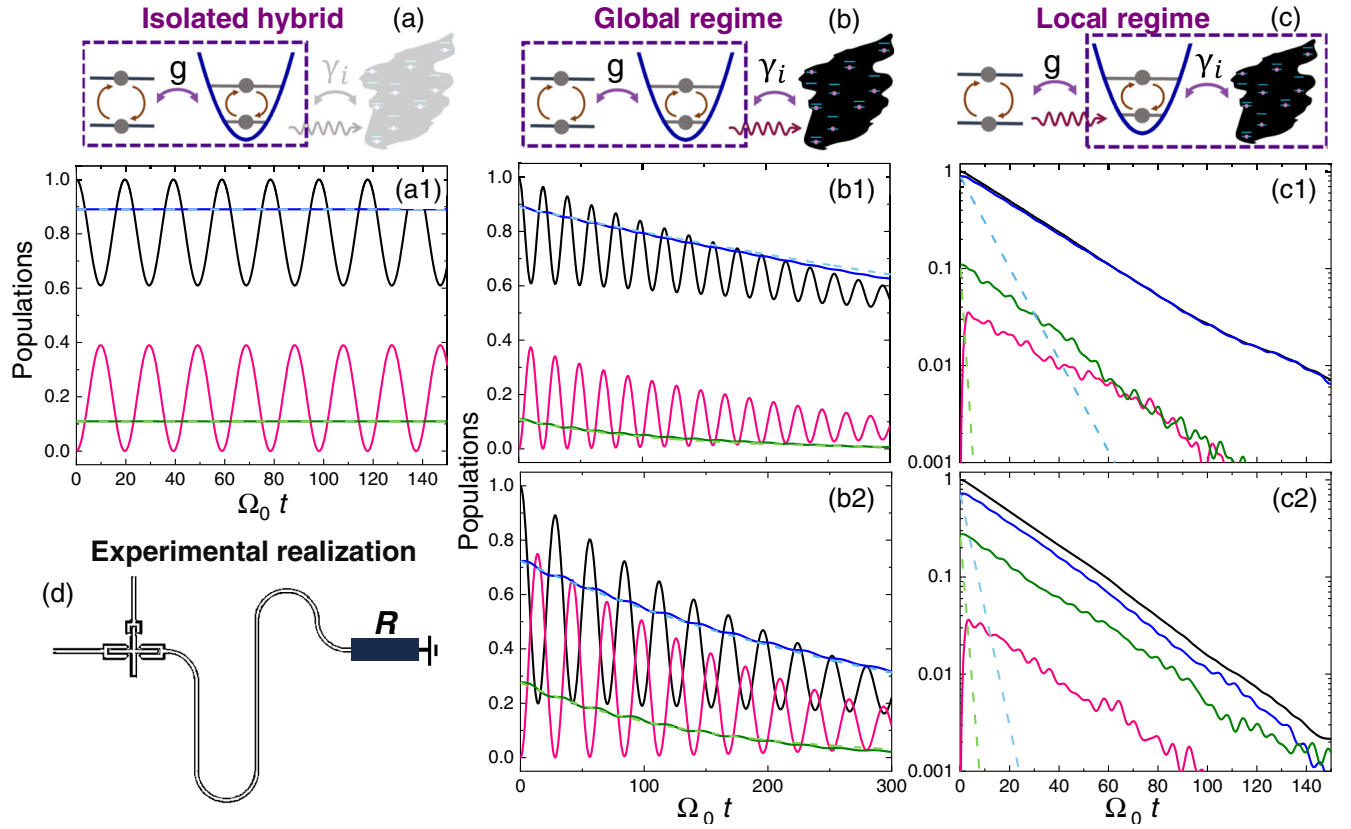 Isolated hybrid
(a)
g
γi
Global regime
(b)
g
γi
Local regime
(c)
g
γi
Populations
1.0
0.8
0.6
0.4
0.2
0.0
(a1)
0 20 40 60 80 100 120 140
Ω0 t
Populations
1.0
0.8
0.6
0.4
0.2
0.0
(b1)
1.0
0.8
0.6
0.4
0.2
0.0
(b2)
0 100 200 300
Ω0 t
1
0.1
0.01
0.001
(c1)
1
0.1
0.01
0.001
(c2)
0 20 40 60 80 100 120 140
Ω0 t
Experimental realization
(d)
R